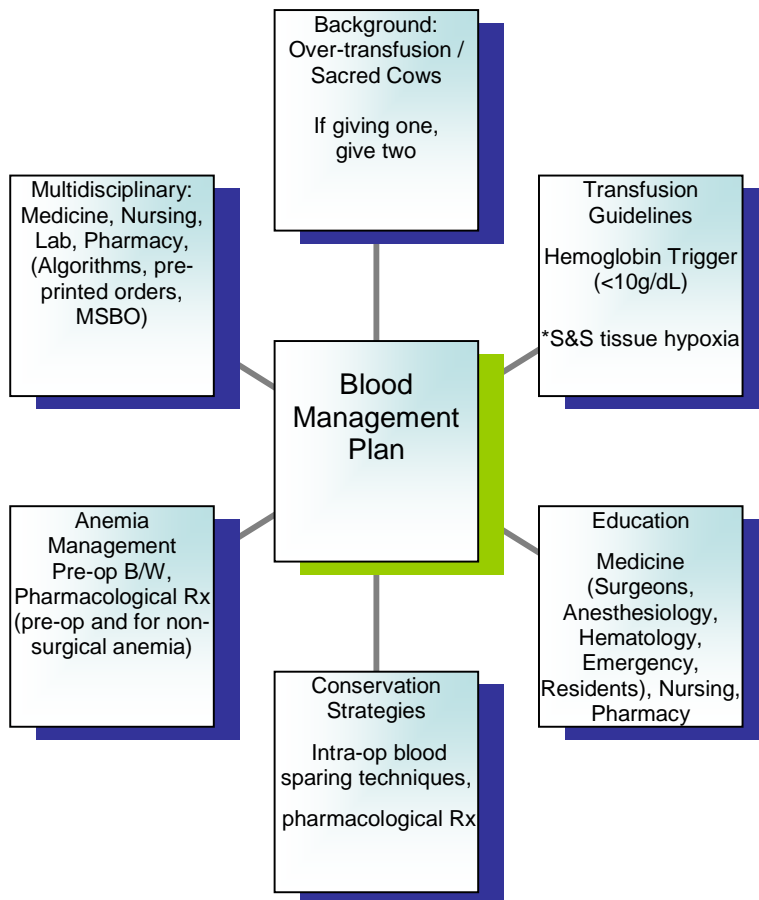 Background:
Over-transfusion /
Sacred Cows
If giving one,
give two
Multidisciplinary:
Medicine, Nursing,
Lab, Pharmacy,
(Algorithms, pre-
printed orders,
MSBO)
Transfusion
Guidelines
Hemoglobin Trigger
(<10g/dL)
*S&S tissue hypoxia
Blood
Management
Plan
Anemia
Management
Pre-op B/W,
Pharmacological Rx
(pre-op and for non-
surgical anemia)
Education
Medicine
(Surgeons,
Anesthesiology,
Hematology,
Emergency,
Residents), Nursing,
Pharmacy
Conservation
Strategies
Intra-op blood
sparing techniques,
pharmacological Rx